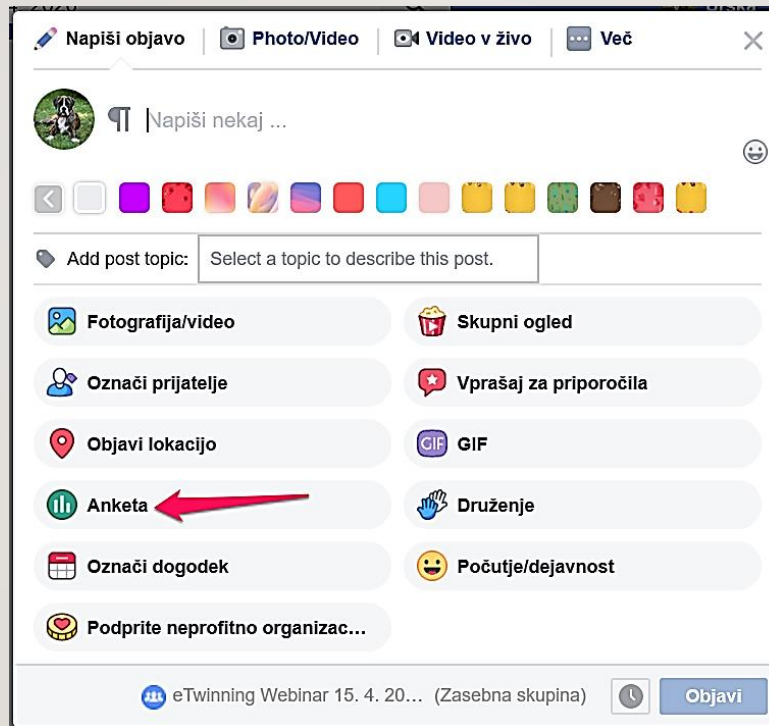 Napiši objavo Photo/Video Video v živo Več
¶ Napiši nekaj ...
Add post topic: Select a topic to describe this post.
Fotografija/video Skupni ogled
Označi prijatelje Vprašaj za priporočila
Objavi lokacijo GIF GIF
Anketa Druženje
Označi dogodek Počutje/dejavnost
Podprite neprofitno organizac...
eTwinning Webinar 15. 4. 20... (Zasebna skupina) Objavi